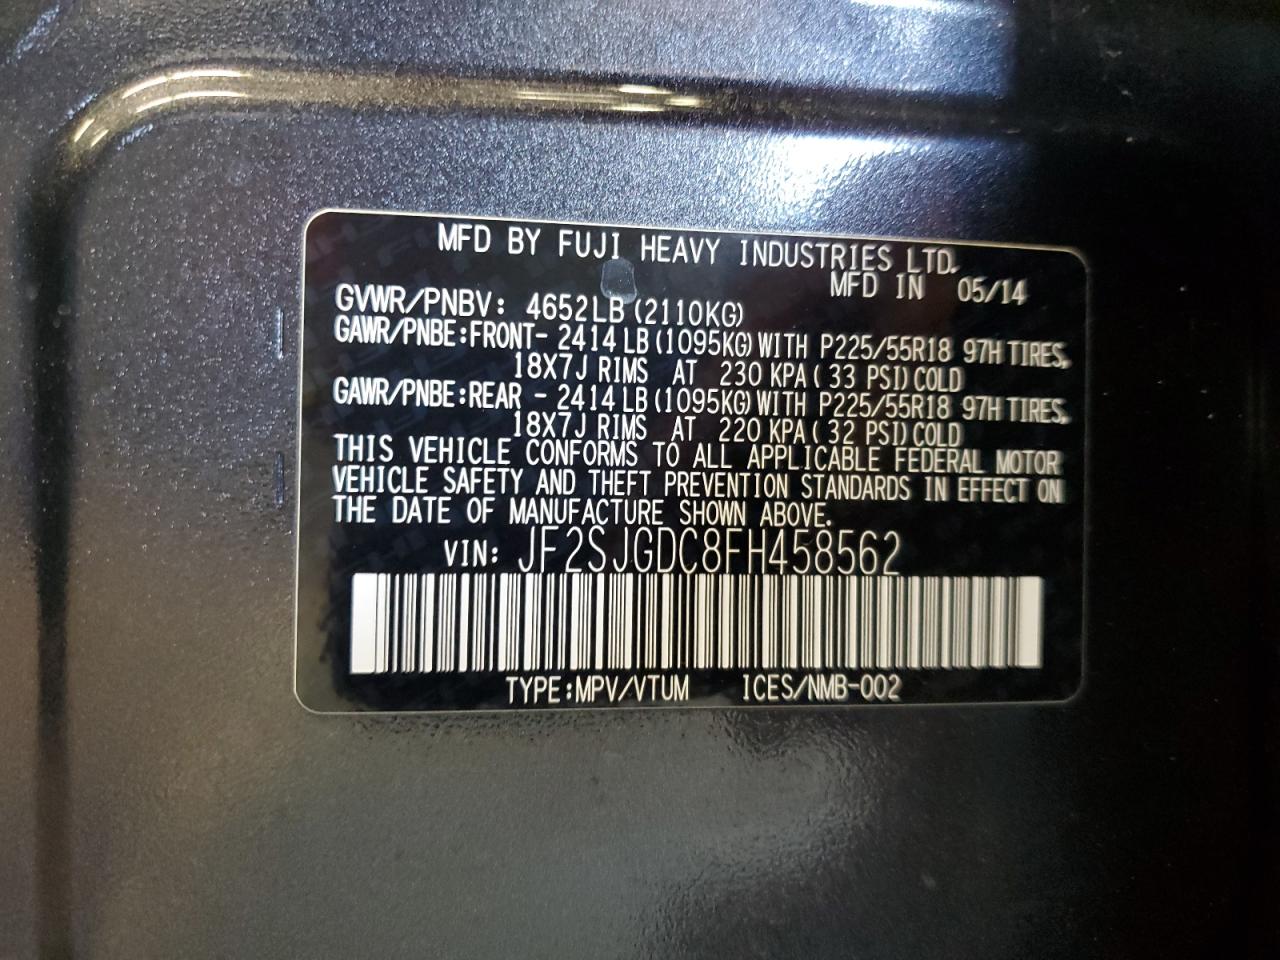 MFD BY FUJI HEAVY INDUSTRIES LTD.
MFD IN 05/14
GVWR/PNBV: 4652LB (2110KG)
GAWR/PNBE:FRONT- 2414 LB (1095KG) WITH P225/55R18 97H TIRES,
18X7J RIMS AT 230 KPA ( 33 PSI) COLD
GAWR/PNBE:REAR - 2414 LB (1095KG) WITH P225/55R18 97H TIRES,
18X7J RIMS AT 220 KPA ( 32 PSI) COLD
THIS VEHICLE CONFORMS TO ALL APPLICABLE FEDERAL MOTOR
VEHICLE SAFETY AND THEFT PREVENTION STANDARDS IN EFFECT ON
THE DATE OF MANUFACTURE SHOWN ABOVE.
VIN: JF2SJGDC8FH458562
TYPE:MPV/VTUM ICES/NMB-002